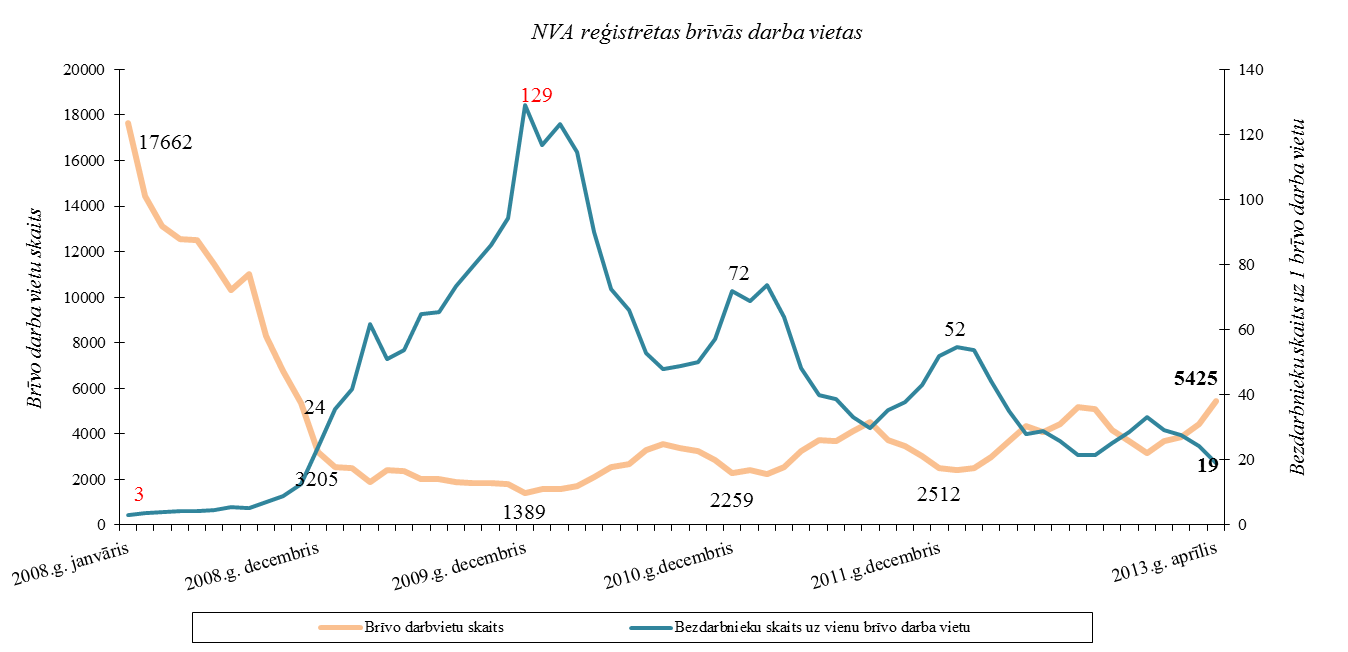 NVA reģistrētas brīvās darba vietas
Brīvo darba vietu skaits
Bezdarbnieku skaits uz 1 brīvo darba vietu
20000
18000
16000
14000
12000
10000
8000
6000
4000
2000
0
140
120
100
80
60
40
20
0
17662
3
24
3205
129
1389
72
2259
52
2512
5425
19
2008.g. janvāris
2008.g. decembris
2009.g. decembris
2010.g.decembris
2011.g.decembris
2013.g. aprīlis
Brīvo darbvietu skaits
Bezdarbnieku skaits uz vienu brīvo darba vietu